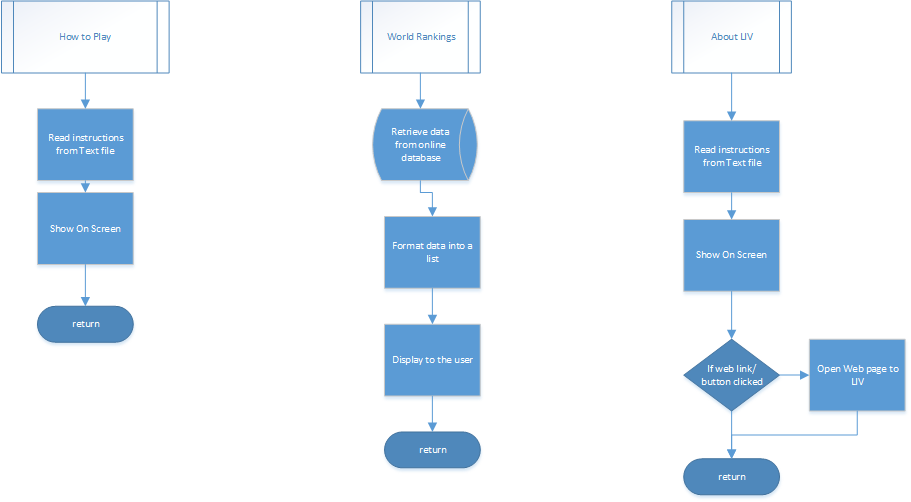 How to Play
Read instructions
from Text file
Show On Screen
return
World Rankings
Retrieve data
from online
database
Format data into a
list
Display to the user
return
About LIV
Read instructions
from Text file
Show On Screen
If web link/
button clicked
Open Web page to
LIV
return